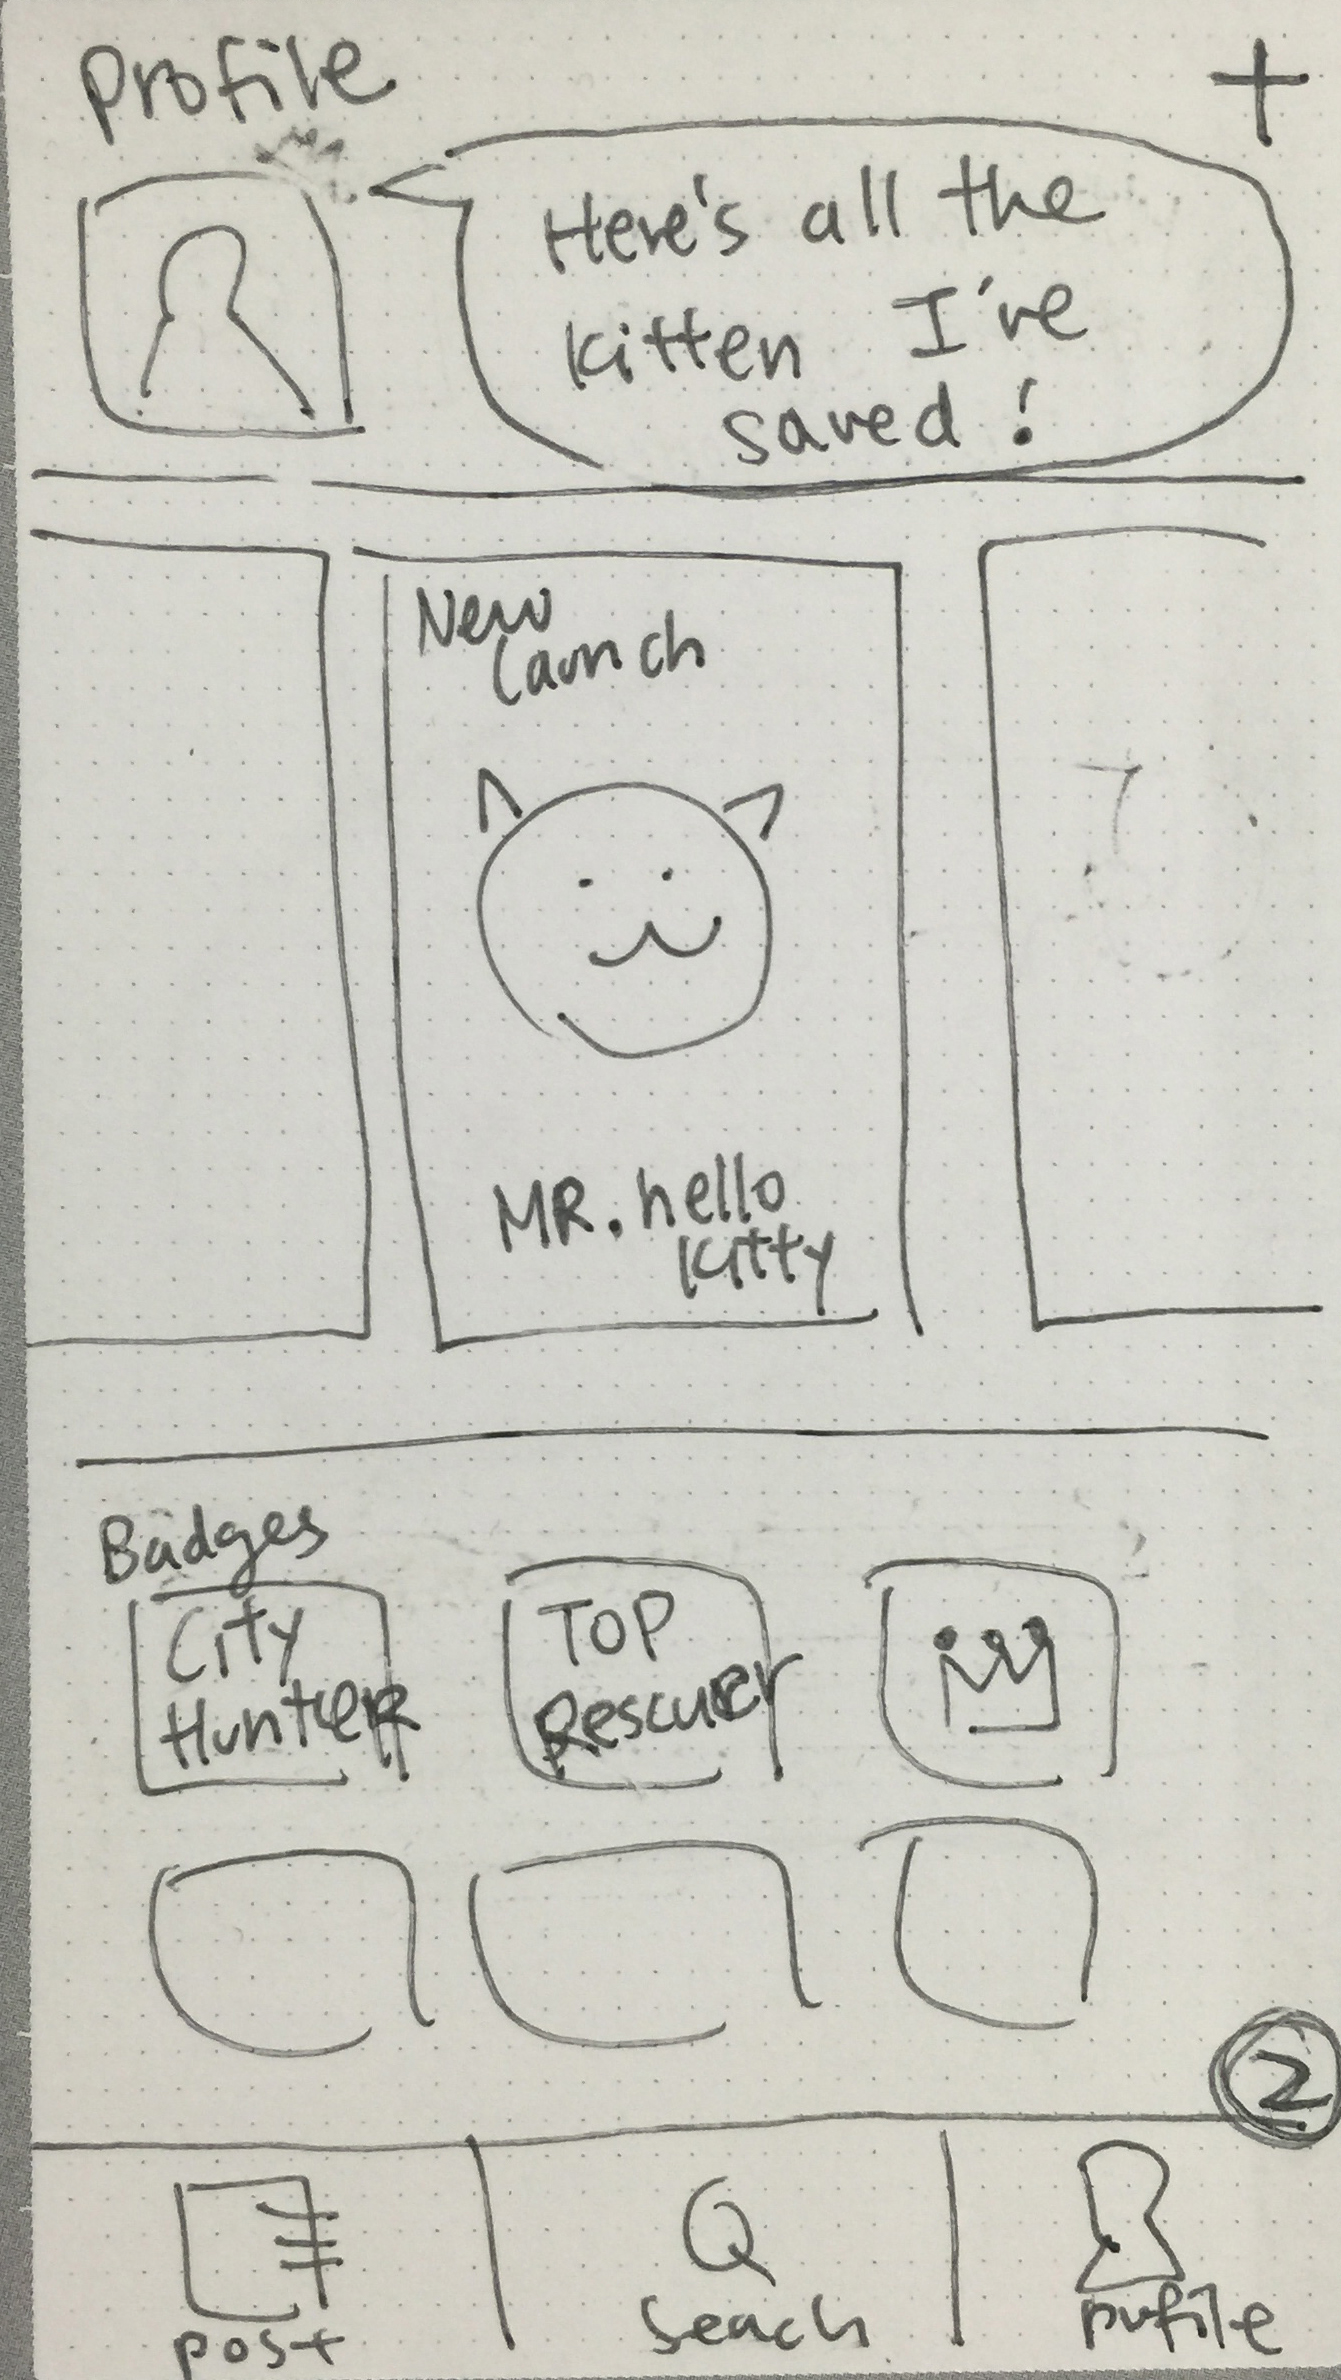 Profile
+
Here's all the
kitten I've
saved!
New
Launch
MR. hello
kitty
Badges
City
Hunter
TOP
Rescuer
2
post
Seach
profile